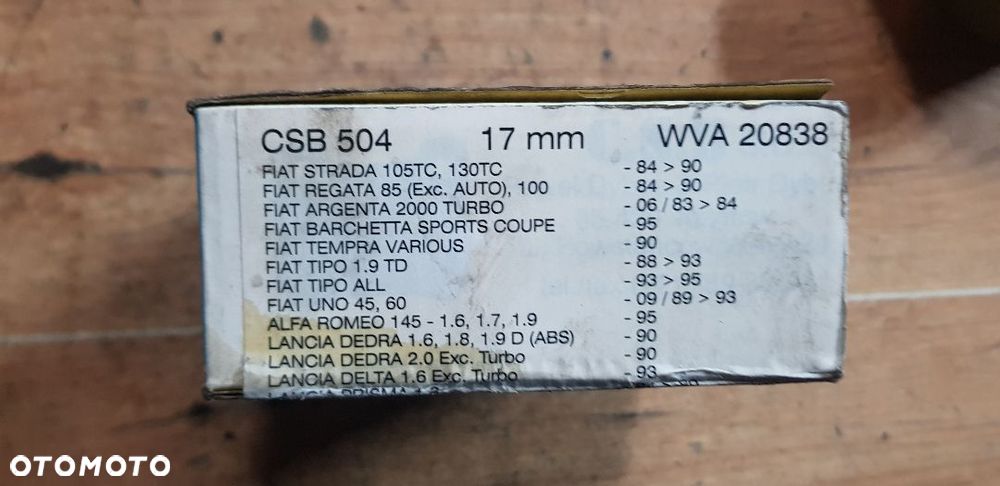 CSB 504 17 mm WVA 20838
FIAT STRADA 105TC, 130TC - 84 > 90
FIAT REGATA 85 (Exc. AUTO), 100 - 84 > 90
FIAT ARGENTA 2000 TURBO - 06 / 83 > 84
FIAT BARCHETTA SPORTS COUPE - 95
FIAT TEMPRA VARIOUS - 90
FIAT TIPO 1.9 TD - 88 > 93
FIAT TIPO ALL - 93 > 95
FIAT UNO 45, 60 - 09 / 89 > 93
ALFA ROMEO 145 - 1.6, 1.7, 1.9 - 95
LANCIA DEDRA 1.6, 1.8, 1.9 D (ABS) - 90
LANCIA DEDRA 2.0 Exc. Turbo - 90
LANCIA DELTA 1.6 Exc. Turbo - 93
LANCIA PRISMA
OTOMOTO